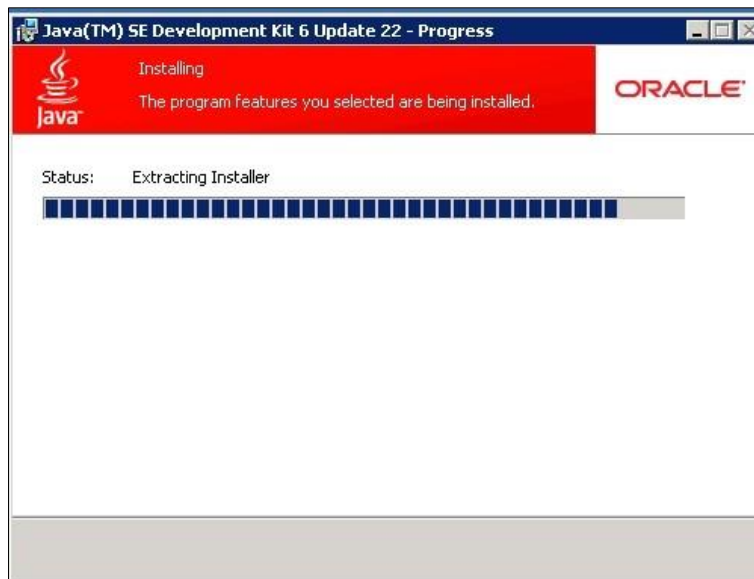 Java(TM) SE Development Kit 6 Update 22 - Progress
Java
Installing
The program features you selected are being installed.
ORACLE
Status: Extracting Installer